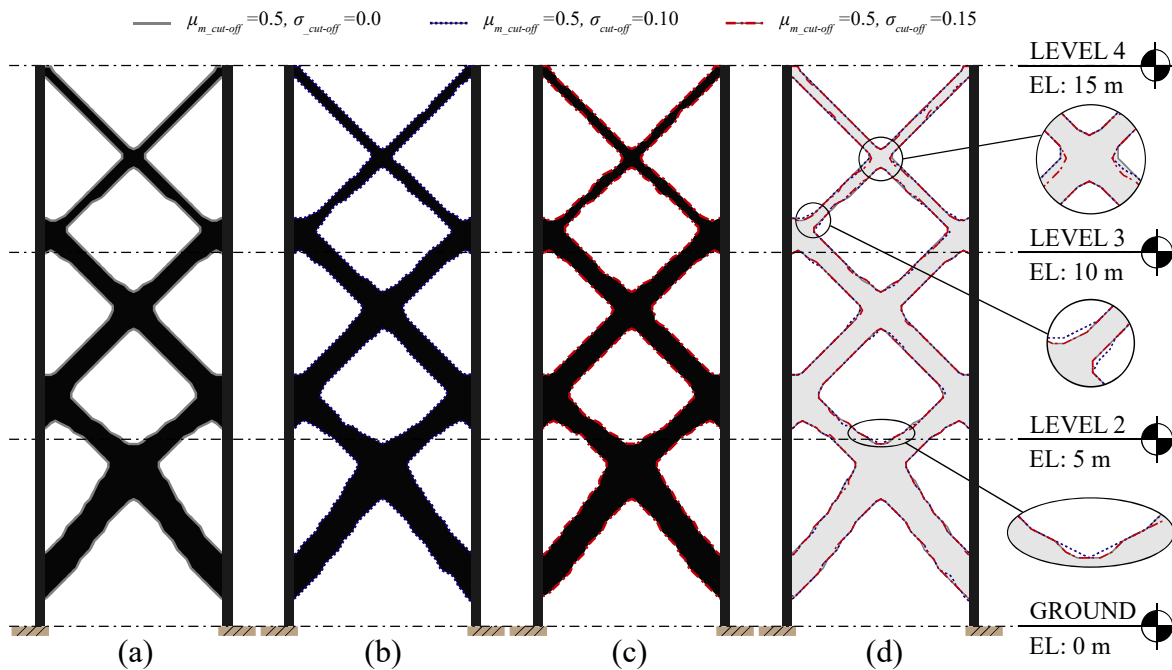 μm_cut-off=0.5, σ_cut-off=0.0 μm_cut-off=0.5, σcut-off=0.10 μm_cut-off=0.5, σcut-off=0.15
LEVEL 4
EL: 15 m
LEVEL 3
EL: 10 m
LEVEL 2
EL: 5 m
GROUND
EL: 0 m
(a) (b) (c) (d)